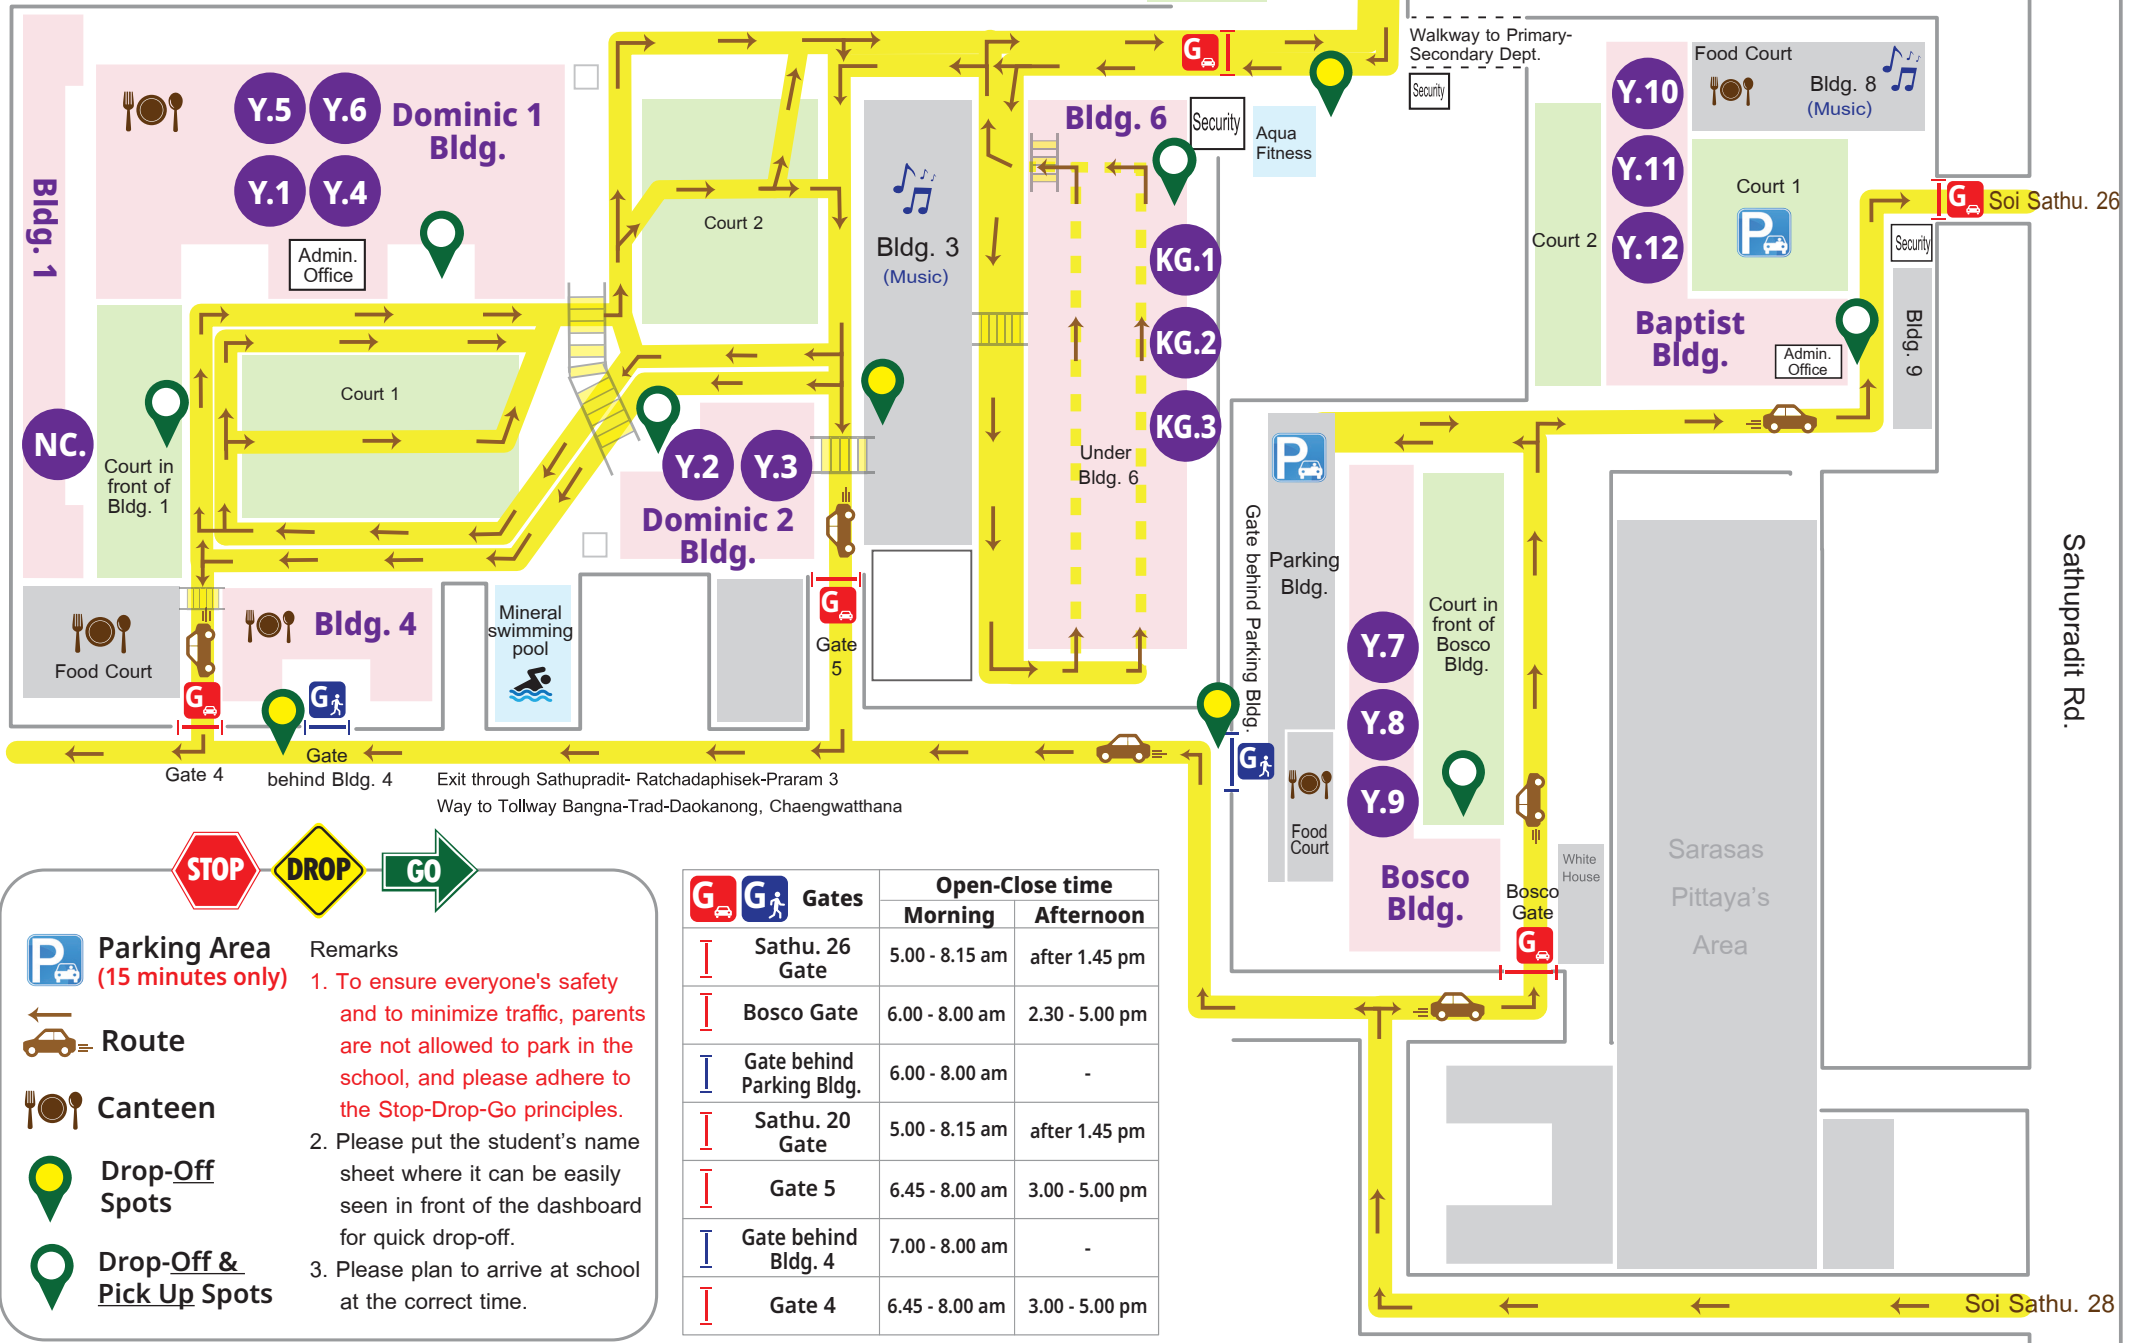 Walkway to Primary-
Secondary Dept.
Security
Food Court
Bldg. 8
(Music)
Y.10
Y.11
Y.12
Court 1
P
Court 2
Baptist
Bldg.
Admin.
Office
Bldg. 9
Security
G
Soi Sathu. 26
Bldg. 1
Y.5
Y.6
Y.1
Y.4
Dominic 1
Bldg.
Admin.
Office
NC.
Court in
front of
Bldg. 1
Court 1
Court 2
Y.2
Y.3
Dominic 2
Bldg.
Bldg. 3
(Music)
G
Bldg. 6
Security
Aqua
Fitness
KG.1
KG.2
KG.3
Under
Bldg. 6
Food Court
Bldg. 4
Mineral
swimming
pool
G
Gate
5
G
G
Gate 4
Gate
behind Bldg. 4
Exit through Sathupradit- Ratchadaphisek-Praram 3
Way to Tollway Bangna-Trad-Daokanong, Chaengwatthana
Gate behind Parking Bldg.
G
P
Parking
Bldg.
Food
Court
Y.7
Y.8
Y.9
Court in
front of
Bosco
Bldg.
Bosco
Bldg.
Bosco
Gate
G
White
House
Sarasas
Pittaya's
Area
Sathupradit Rd.
Soi Sathu. 28
STOP
DROP
GO
P
Parking Area
(15 minutes only)
Route
Canteen
Drop-Off
Spots
Drop-Off &
Pick Up Spots
Remarks
1. To ensure everyone's safety
and to minimize traffic, parents
are not allowed to park in the
school, and please adhere to
the Stop-Drop-Go principles.
2. Please put the student's name
sheet where it can be easily
seen in front of the dashboard
for quick drop-off.
3. Please plan to arrive at school
at the correct time.
G G Gates Open-Close time
Morning Afternoon
Sathu. 26
Gate 5.00 - 8.15 am after 1.45 pm
Bosco Gate 6.00 - 8.00 am 2.30 - 5.00 pm
Gate behind
Parking Bldg. 6.00 - 8.00 am -
Sathu. 20
Gate 5.00 - 8.15 am after 1.45 pm
Gate 5 6.45 - 8.00 am 3.00 - 5.00 pm
Gate behind
Bldg. 4 7.00 - 8.00 am -
Gate 4 6.45 - 8.00 am 3.00 - 5.00 pm